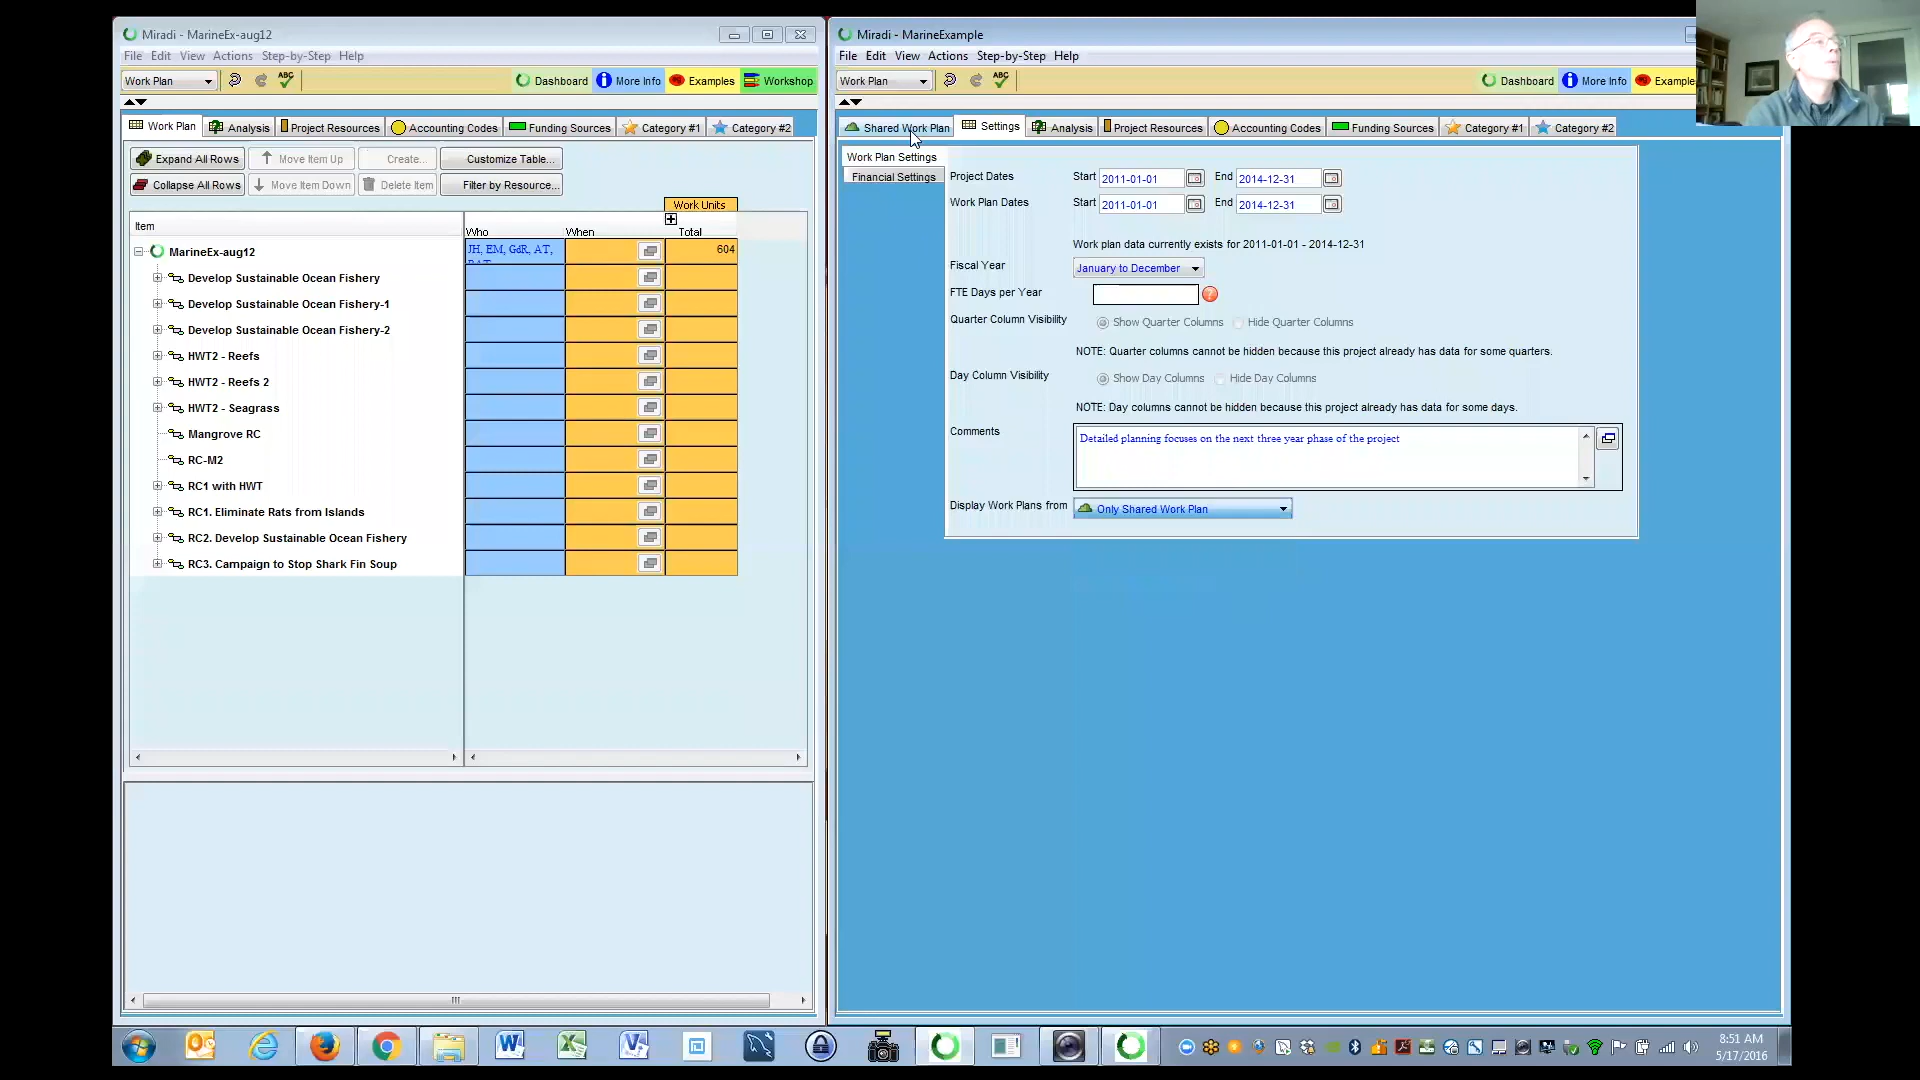 Miradi - MarineEx-aug12
File Edit View Actions Step-by-Step Help
Work Plan ABC Dashboard More Info Examples Workshop
Work Plan Analysis Project Resources Accounting Codes Funding Sources Category #1 Category #2
Expand All Rows Move Item Up Create... Customize Table...
Collapse All Rows Move Item Down Delete Item Filter by Resource...
Work Units
Item Who When Total
MarineEx-aug12 JH, EM, GdR, AT, 604
Develop Sustainable Ocean Fishery
Develop Sustainable Ocean Fishery-1
Develop Sustainable Ocean Fishery-2
HWT2 - Reefs
HWT2 - Reefs 2
HWT2 - Seagrass
Mangrove RC
RC-M2
RC1 with HWT
RC1. Eliminate Rats from Islands
RC2. Develop Sustainable Ocean Fishery
RC3. Campaign to Stop Shark Fin Soup
Miradi - MarineExample
File Edit View Actions Step-by-Step Help
Work Plan ABC Dashboard More Info Example
Shared Work Plan Settings Analysis Project Resources Accounting Codes Funding Sources Category #1 Category #2
Work Plan Settings
Financial Settings
Project Dates Start 2011-01-01 End 2014-12-31
Work Plan Dates Start 2011-01-01 End 2014-12-31
Work plan data currently exists for 2011-01-01 - 2014-12-31
Fiscal Year January to December
FTE Days per Year
Quarter Column Visibility Show Quarter Columns Hide Quarter Columns
NOTE: Quarter columns cannot be hidden because this project already has data for some quarters.
Day Column Visibility Show Day Columns Hide Day Columns
NOTE: Day columns cannot be hidden because this project already has data for some days.
Comments Detailed planning focuses on the next three year phase of the project
Display Work Plans from Only Shared Work Plan
8:51 AM
5/17/2016